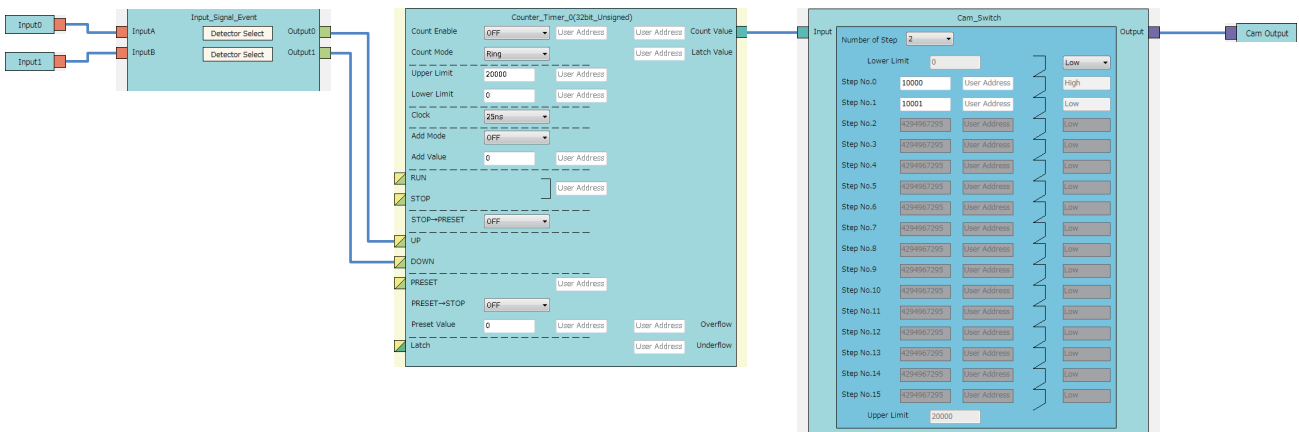 Input0
Input1
Input_Signal_Event
InputA Detector Select Output0
InputB Detector Select Output1
Counter_Timer_0(32bit_Unsigned)
Count Enable OFF User Address User Address Count Value
Count Mode Ring User Address Latch Value
Upper Limit 20000 User Address
Lower Limit 0 User Address
Clock 25ns
Add Mode OFF
Add Value 0 User Address
RUN
User Address
STOP
STOP→PRESET OFF
UP
DOWN
PRESET User Address
PRESET→STOP OFF
Preset Value 0 User Address User Address Overflow
Latch User Address Underflow
Cam_Switch
Input Output
Number of Step 2
Lower Limit 0 Low
Step No.0 10000 User Address High
Step No.1 10001 User Address Low
Step No.2 4294967295 User Address Low
Step No.3 4294967295 User Address Low
Step No.4 4294967295 User Address Low
Step No.5 4294967295 User Address Low
Step No.6 4294967295 User Address Low
Step No.7 4294967295 User Address Low
Step No.8 4294967295 User Address Low
Step No.9 4294967295 User Address Low
Step No.10 4294967295 User Address Low
Step No.11 4294967295 User Address Low
Step No.12 4294967295 User Address Low
Step No.13 4294967295 User Address Low
Step No.14 4294967295 User Address Low
Step No.15 4294967295 User Address Low
Upper Limit 20000
Cam Output